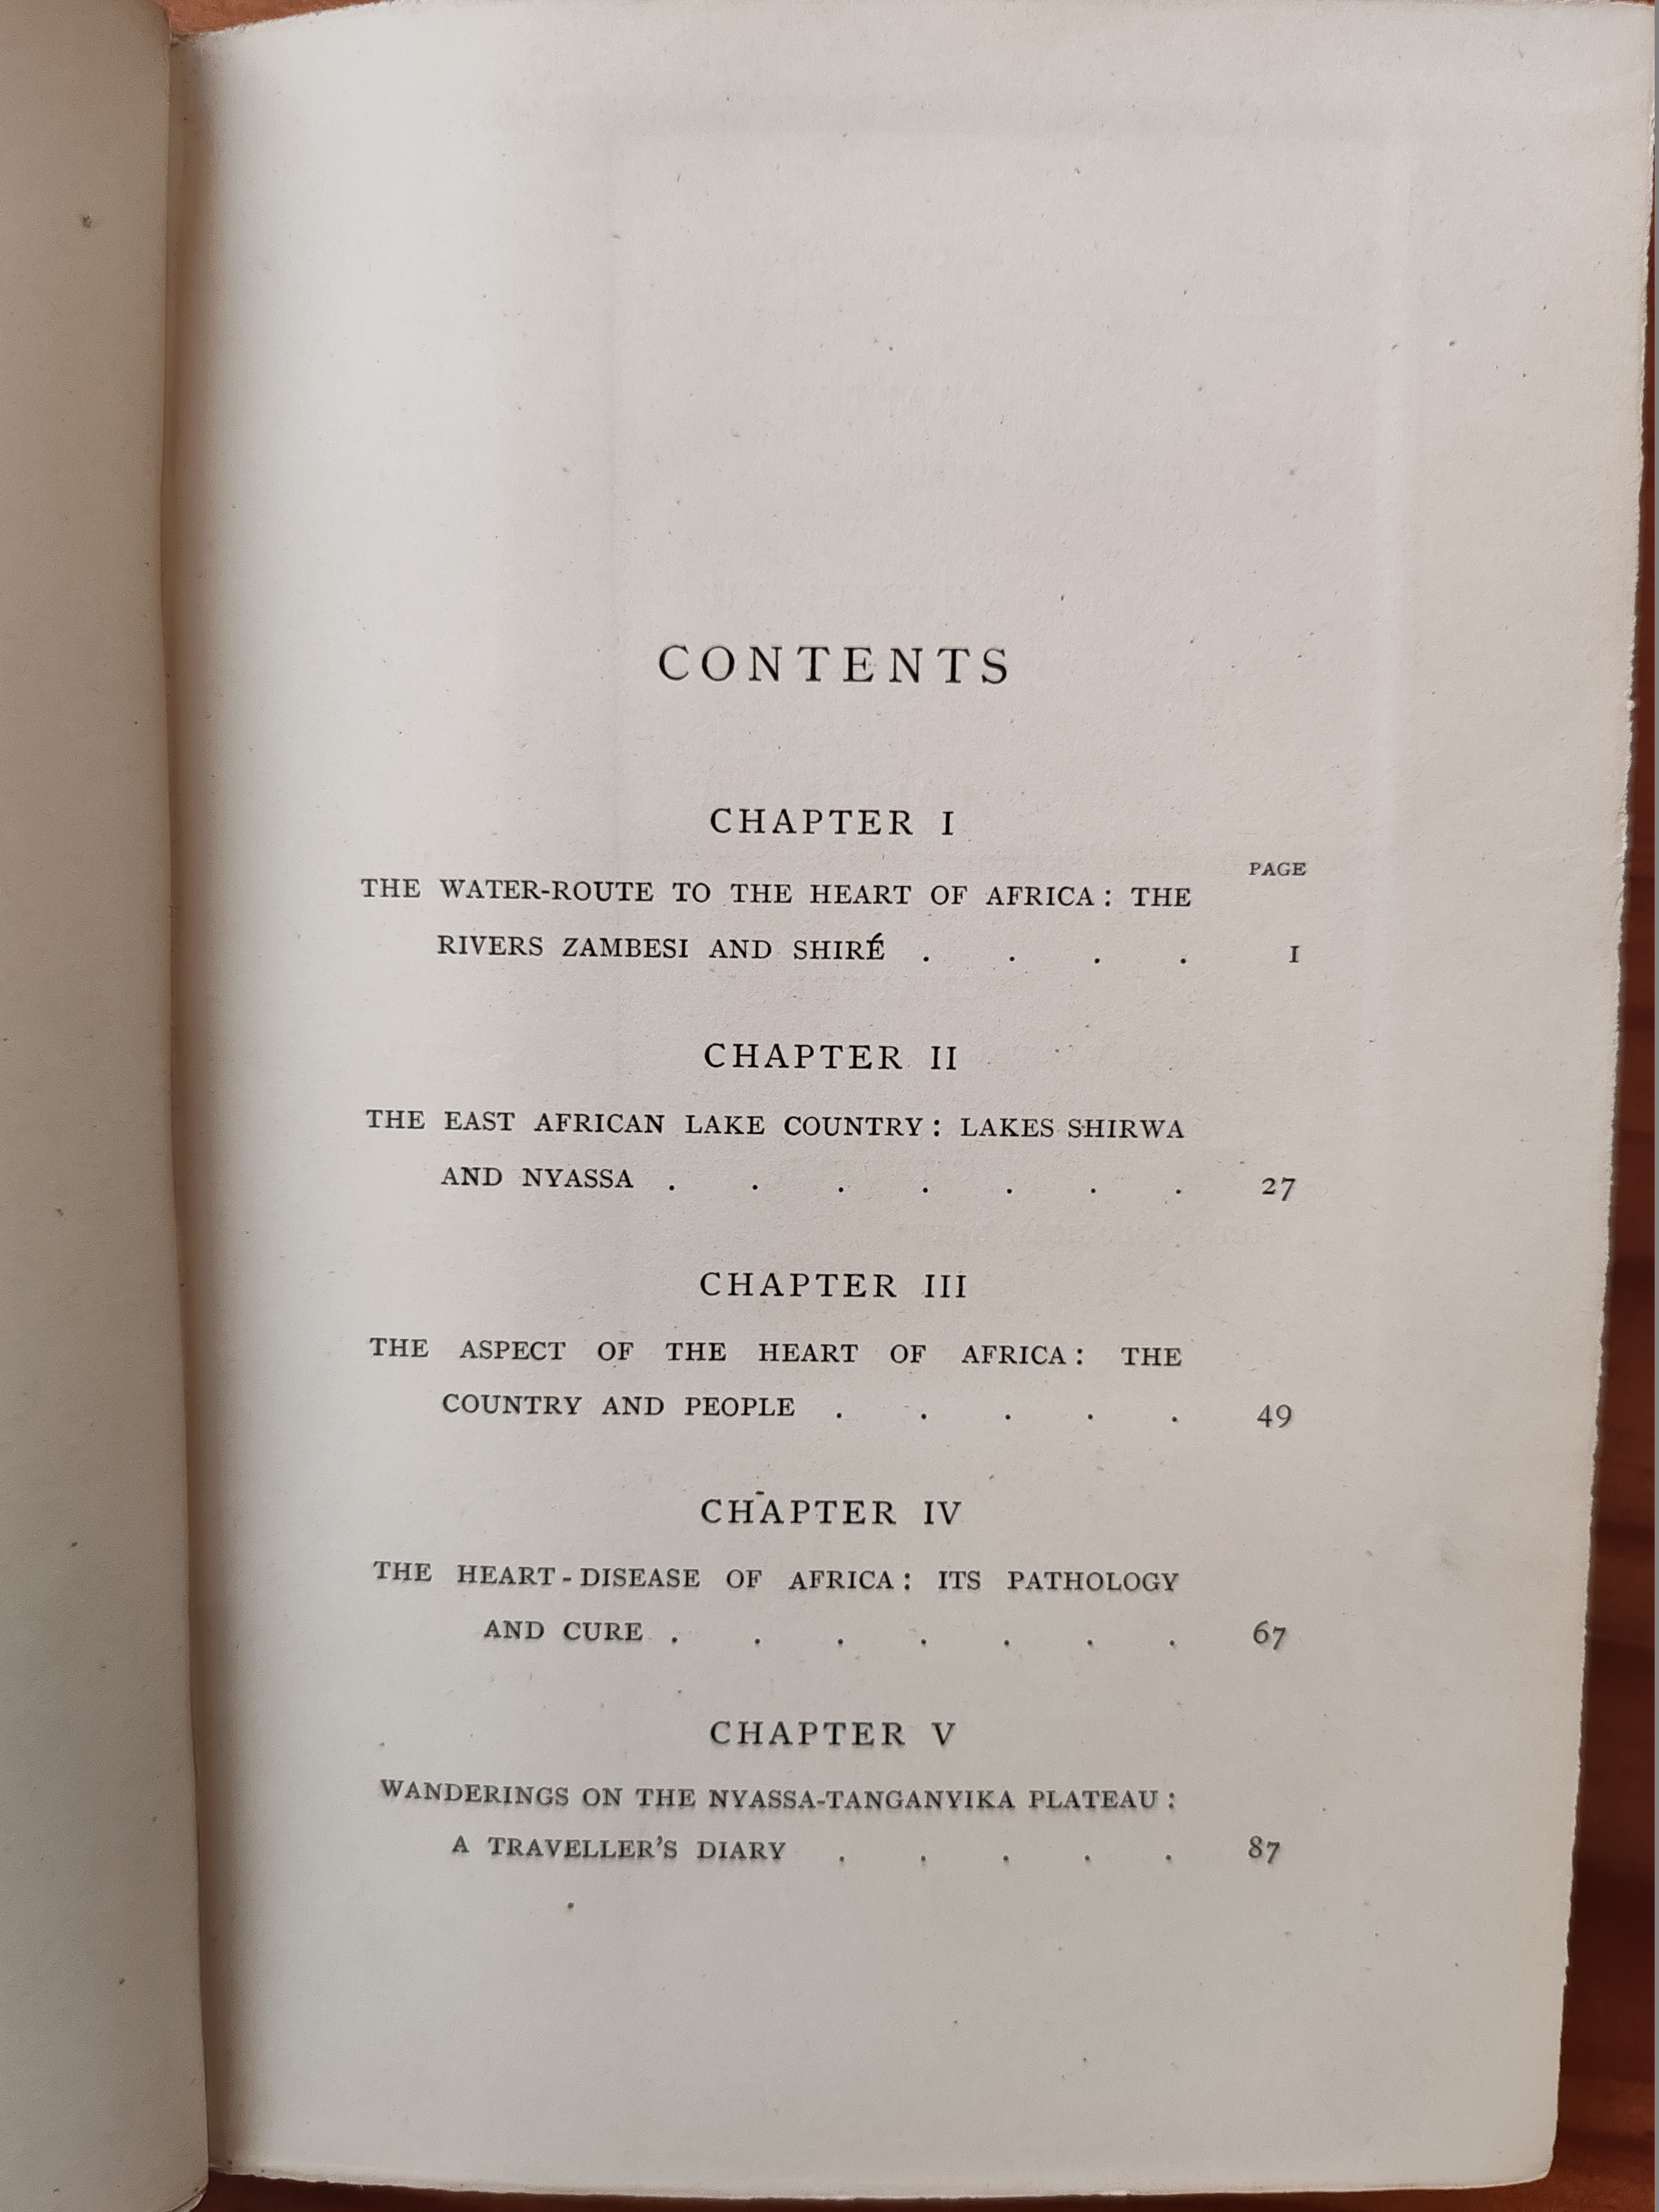 CONTENTS
CHAPTER I
PAGE
THE WATER-ROUTE TO THE HEART OF AFRICA: THE
RIVERS ZAMBESI AND SHIRÉ . . . . 1
CHAPTER II
THE EAST AFRICAN LAKE COUNTRY: LAKES SHIRWA
AND NYASSA . . . . . . . 27
CHAPTER III
THE ASPECT OF THE HEART OF AFRICA: THE
COUNTRY AND PEOPLE . . . . . 49
CHAPTER IV
THE HEART-DISEASE OF AFRICA: ITS PATHOLOGY
AND CURE . . . . . . . 67
CHAPTER V
WANDERINGS ON THE NYASSA-TANGANYIKA PLATEAU:
A TRAVELLER'S DIARY . . . . . 87